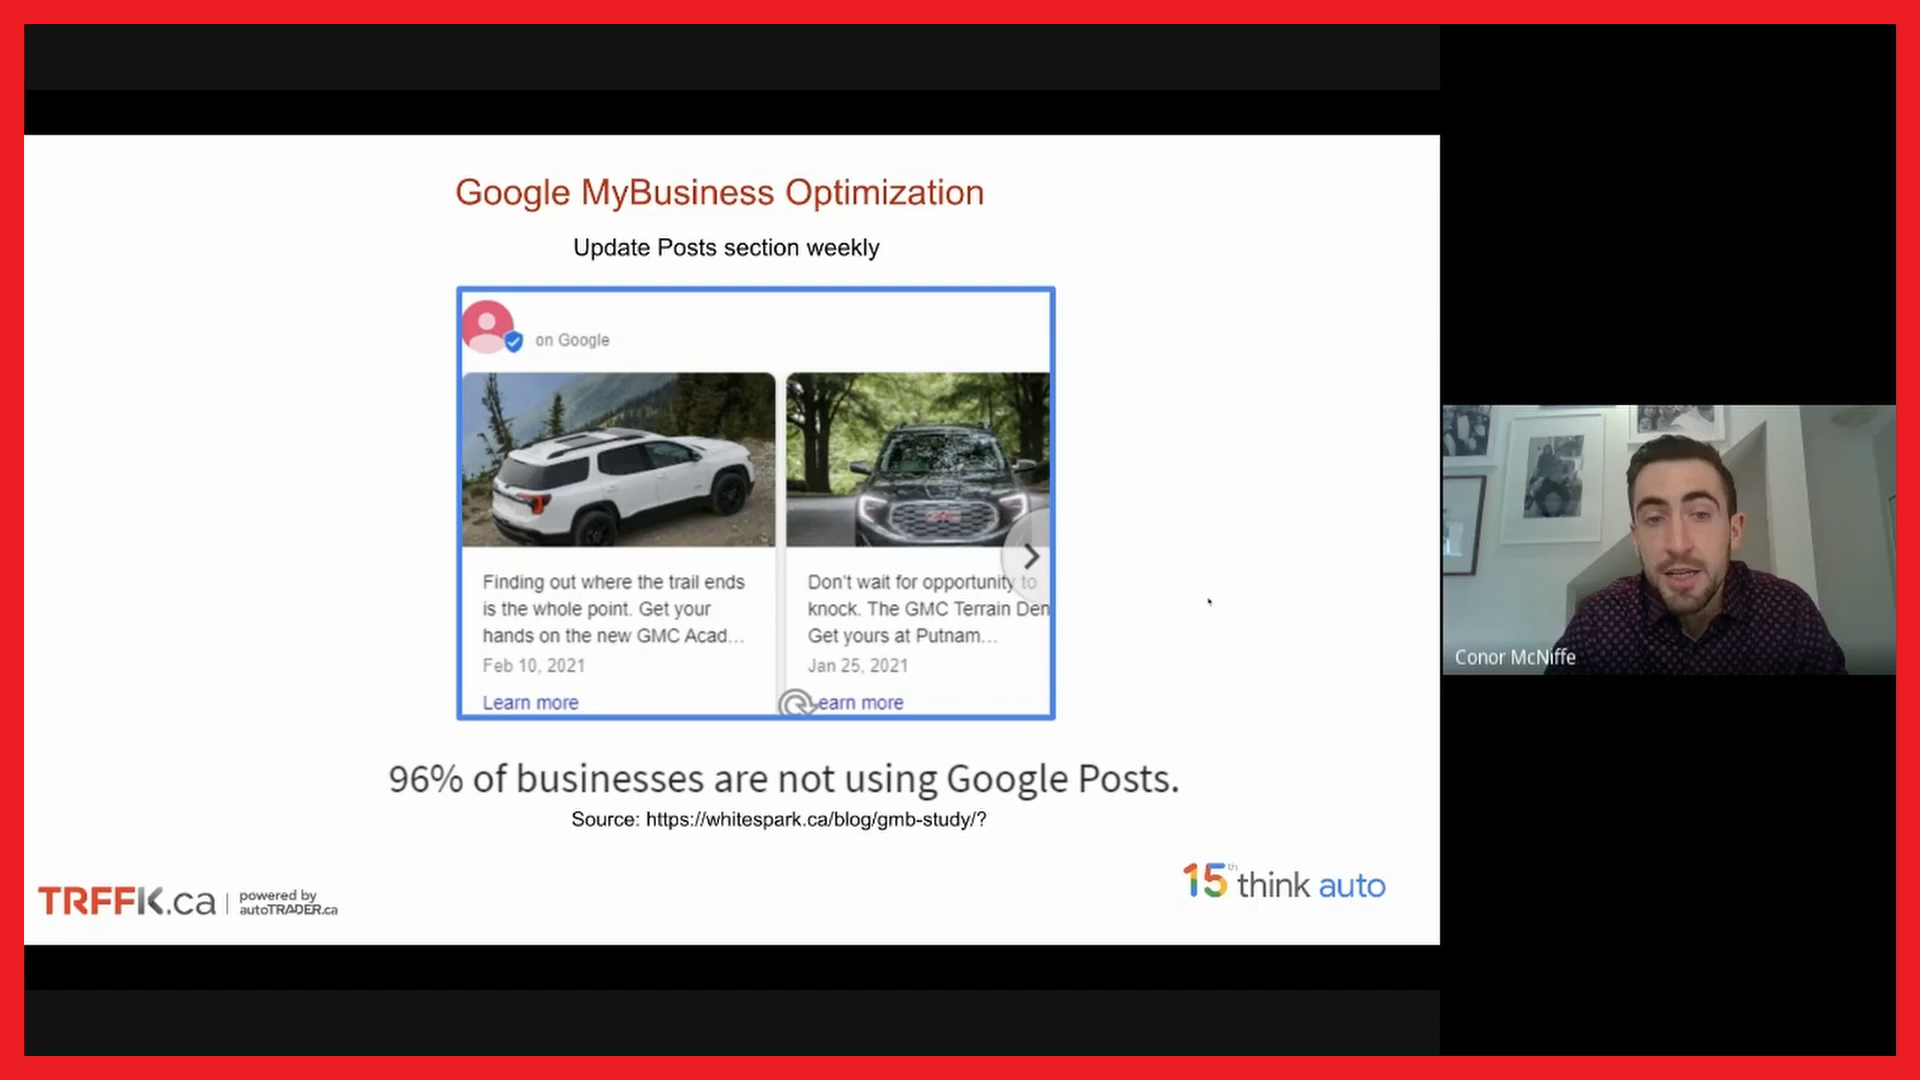 Google MyBusiness Optimization
Update Posts section weekly
on Google
Finding out where the trail ends
is the whole point. Get your
hands on the new GMC Acad...
Feb 10, 2021
Learn more
Don't wait for opportunity to
knock. The GMC Terrain Den
Get yours at Putnam...
Jan 25, 2021
earn more
96% of businesses are not using Google Posts.
Source: https://whitespark.ca/blog/gmb-study/?
TRFFK.ca
powered by
autoTRADER.ca
15th think auto
Conor McNiffe